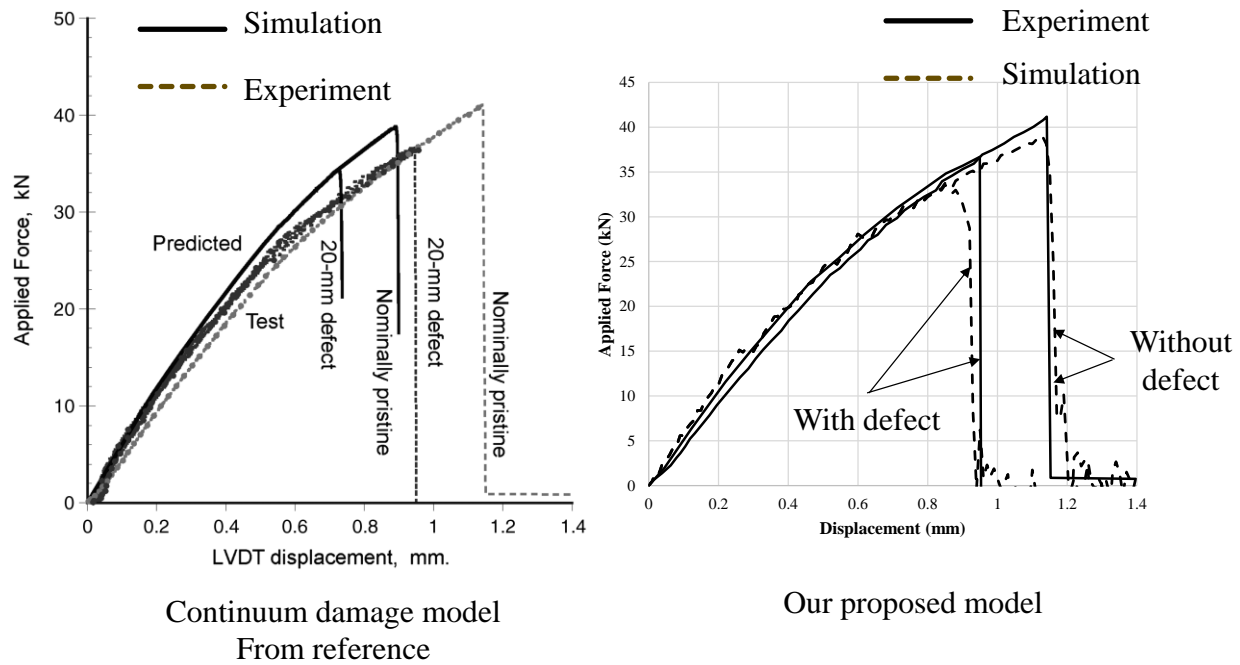 Simulation
Experiment
50
40
30
20
10
0
Applied Force, kN
Predicted
Test
20-mm defect
Nominally pristine
20-mm defect
Nominally pristine
0
0.2
0.4
0.6
0.8
1
1.2
1.4
LVDT displacement, mm.
Continuum damage model
From reference
Experiment
Simulation
45
40
35
30
25
20
15
10
5
0
Applied Force (kN)
With defect
Without
defect
0
0.2
0.4
0.6
0.8
1
1.2
1.4
Displacement (mm)
Our proposed model